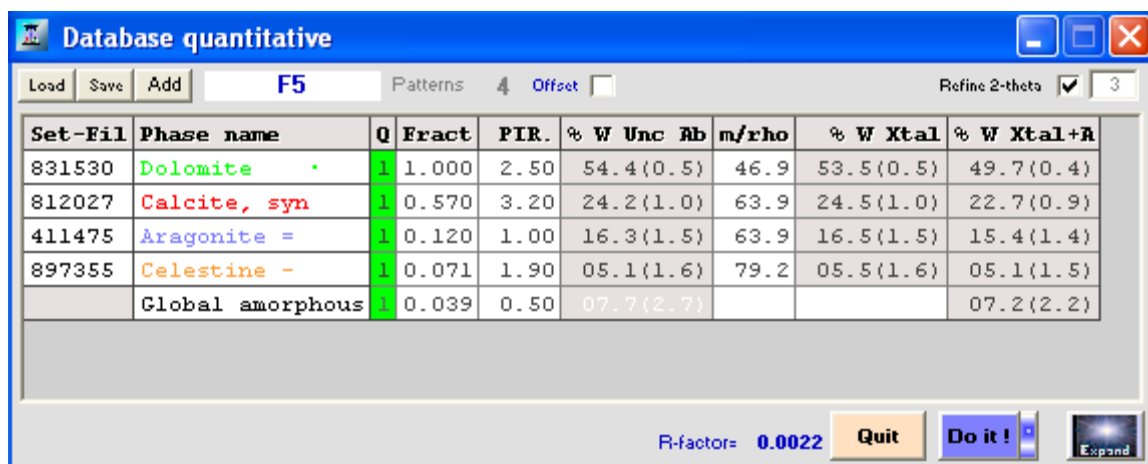 Database quantitative
Load Save Add F5 Patterns 4 Offset Refine 2-theta 3
Set-Fil Phase name Q Fract PIR. % W Unc Ab m/rho % W Xtal % W Xtal+A
831530 Dolomite 1 1.000 2.50 54.4(0.5) 46.9 53.5(0.5) 49.7(0.4)
812027 Calcite, syn 1 0.570 3.20 24.2(1.0) 63.9 24.5(1.0) 22.7(0.9)
411475 Aragonite = 1 0.120 1.00 16.3(1.5) 63.9 16.5(1.5) 15.4(1.4)
897355 Celestine - 1 0.071 1.90 05.1(1.6) 79.2 05.5(1.6) 05.1(1.5)
Global amorphous 1 0.039 0.50 07.7(2.7) 07.2(2.2)
R-factor= 0.0022 Quit Do it ! Expand